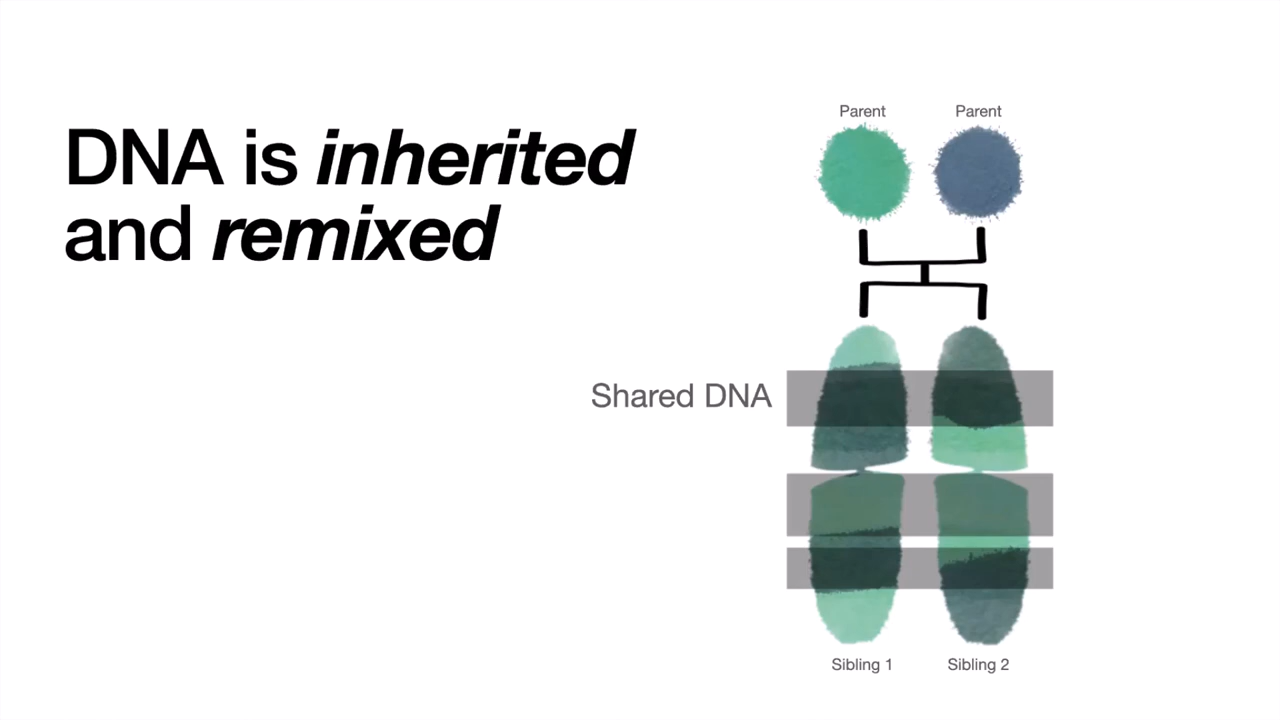 DNA is inherited
and remixed
Parent
Parent
Shared DNA
Sibling 1
Sibling 2